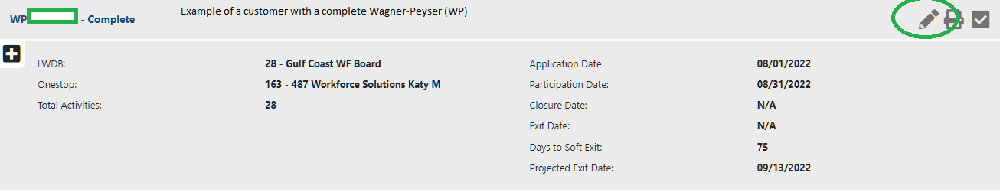 WP - Complete Example of a customer with a complete Wagner-Peyser (WP)
LWDB: 28 - Gulf Coast WF Board Application Date 08/01/2022
Onestop: 163 - 487 Workforce Solutions Katy M Participation Date: 08/31/2022
Total Activities: 28 Closure Date: N/A
Exit Date: N/A
Days to Soft Exit: 75
Projected Exit Date: 09/13/2022